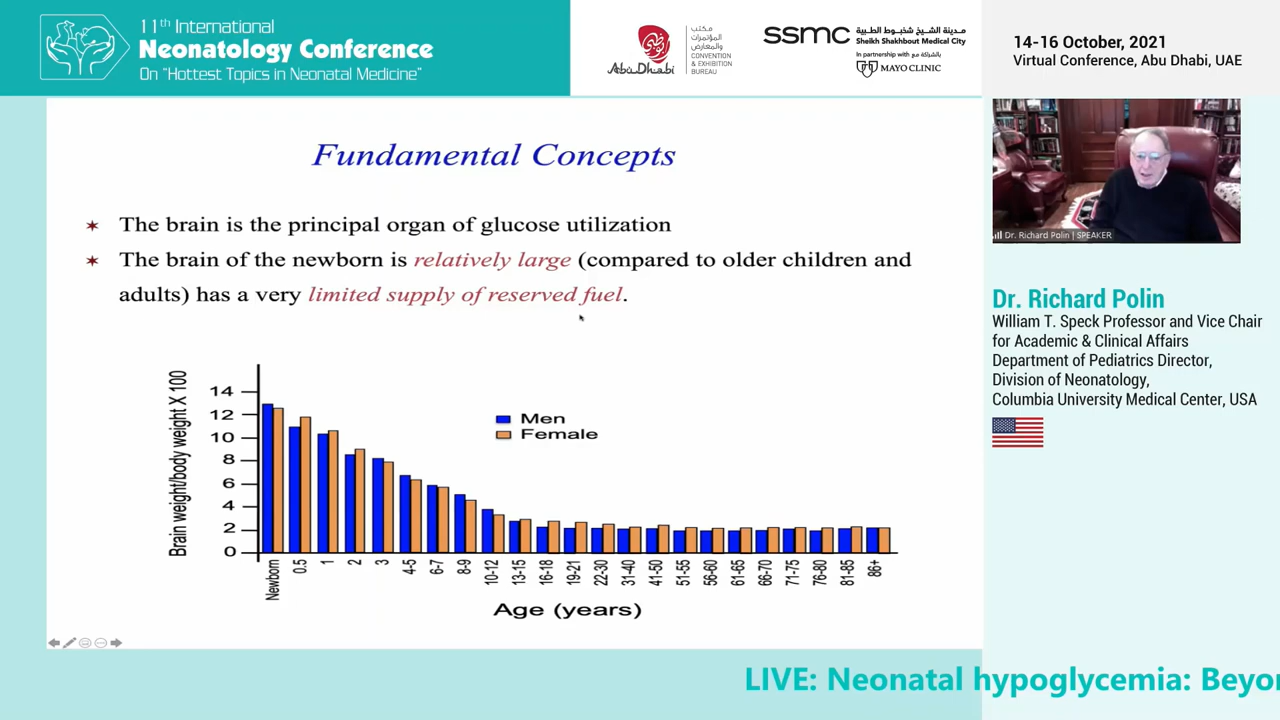 11th International
Neonatology Conference
On “Hottest Topics in Neonatal Medicine”
Abu Dhabi
مكتب
المؤتمرات
والمعارض
CONVENTION
& EXHIBITION
BUREAU
ssmc
مدينة الشيخ شخبوط الطبية
Sheikh Shakhbout Medical City
بالشراكة مع In partnership with
MAYO CLINIC
14-16 October, 2021
Virtual Conference, Abu Dhabi, UAE
Fundamental Concepts
The brain is the principal organ of glucose utilization
The brain of the newborn is relatively large (compared to older children and
adults) has a very limited supply of reserved fuel.
Brain weight/body weight X 100
14
12
10
8
6
4
2
0
Men
Female
Newborn
0.5
1
2
3
4-5
6-7
8-9
10-12
13-15
16-18
19-21
22-30
31-40
41-50
51-55
56-60
61-65
66-70
71-75
76-80
81-85
86+
Age (years)
Dr. Richard Polin | SPEAKER
Dr. Richard Polin
William T. Speck Professor and Vice Chair
for Academic & Clinical Affairs
Department of Pediatrics Director,
Division of Neonatology,
Columbia University Medical Center, USA
LIVE: Neonatal hypoglycemia: Beyo